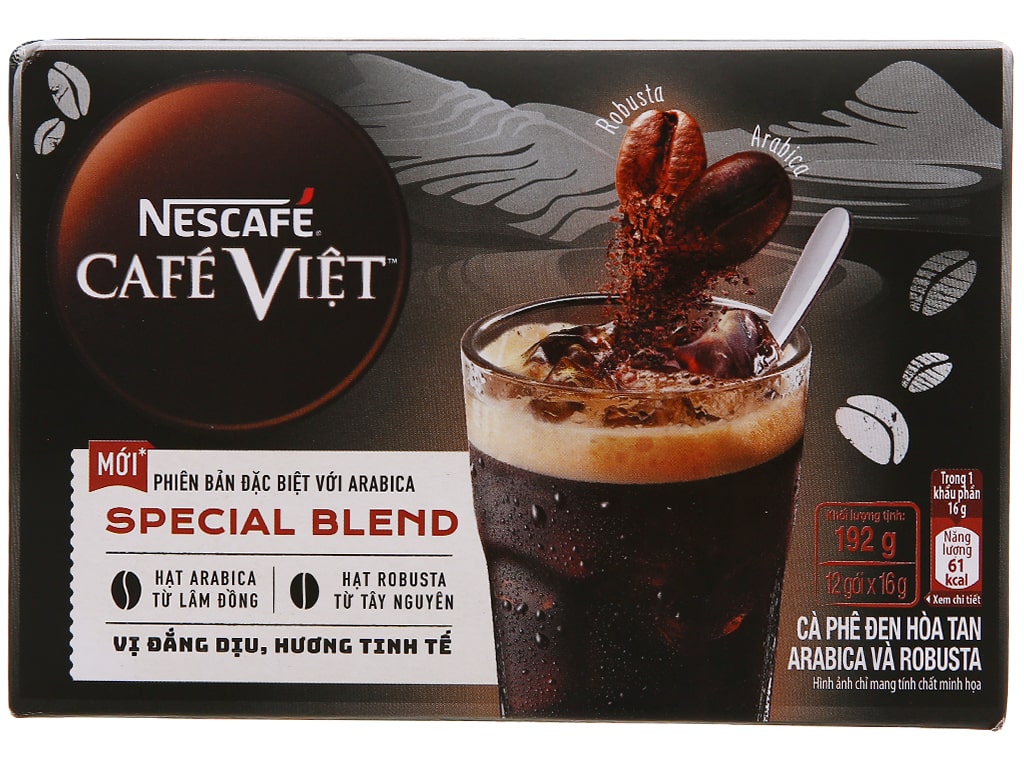 Robusta
Arabica
NESCAFÉ
CAFÉ VIỆT™
MỚI*
PHIÊN BẢN ĐẶC BIỆT VỚI ARABICA
SPECIAL BLEND
HẠT ARABICA
TỪ LÂM ĐỒNG
HẠT ROBUSTA
TỪ TÂY NGUYÊN
VỊ ĐẮNG DỊU, HƯƠNG TINH TẾ
Khối lượng tịnh:
192 g
12 gói x 16 g
Trong 1
khẩu phần
16 g
Năng
lượng
61
kcal
Xem chi tiết
CÀ PHÊ ĐEN HÒA TAN
ARABICA VÀ ROBUSTA
Hình ảnh chỉ mang tính chất minh họa